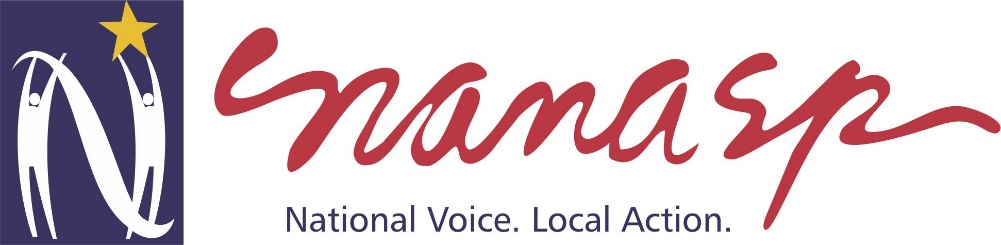 N
nanasp
National Voice. Local Action.